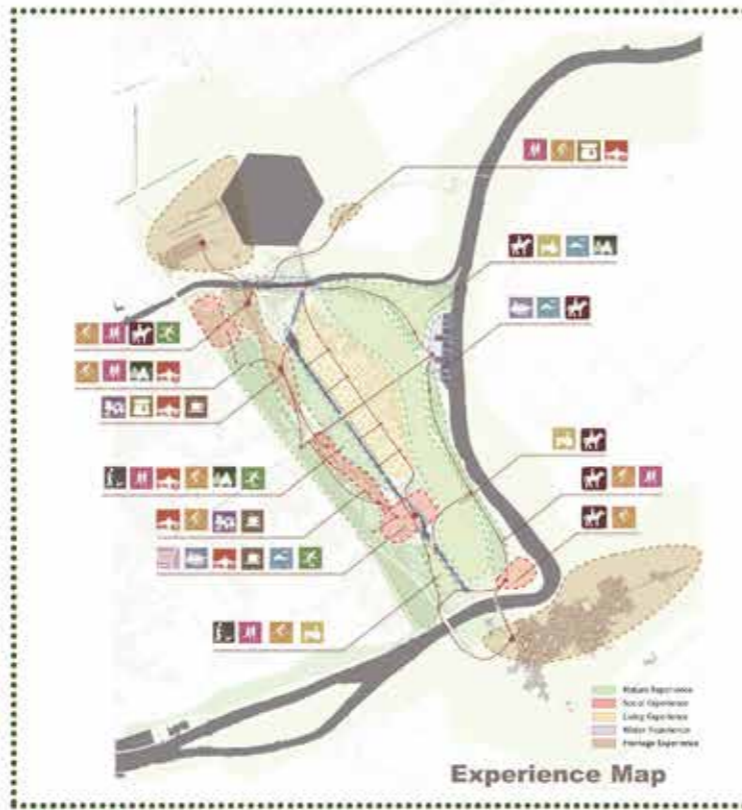 Nature Experience
Social Experience
Living Experience
Water Experience
Heritage Experience
Experience Map